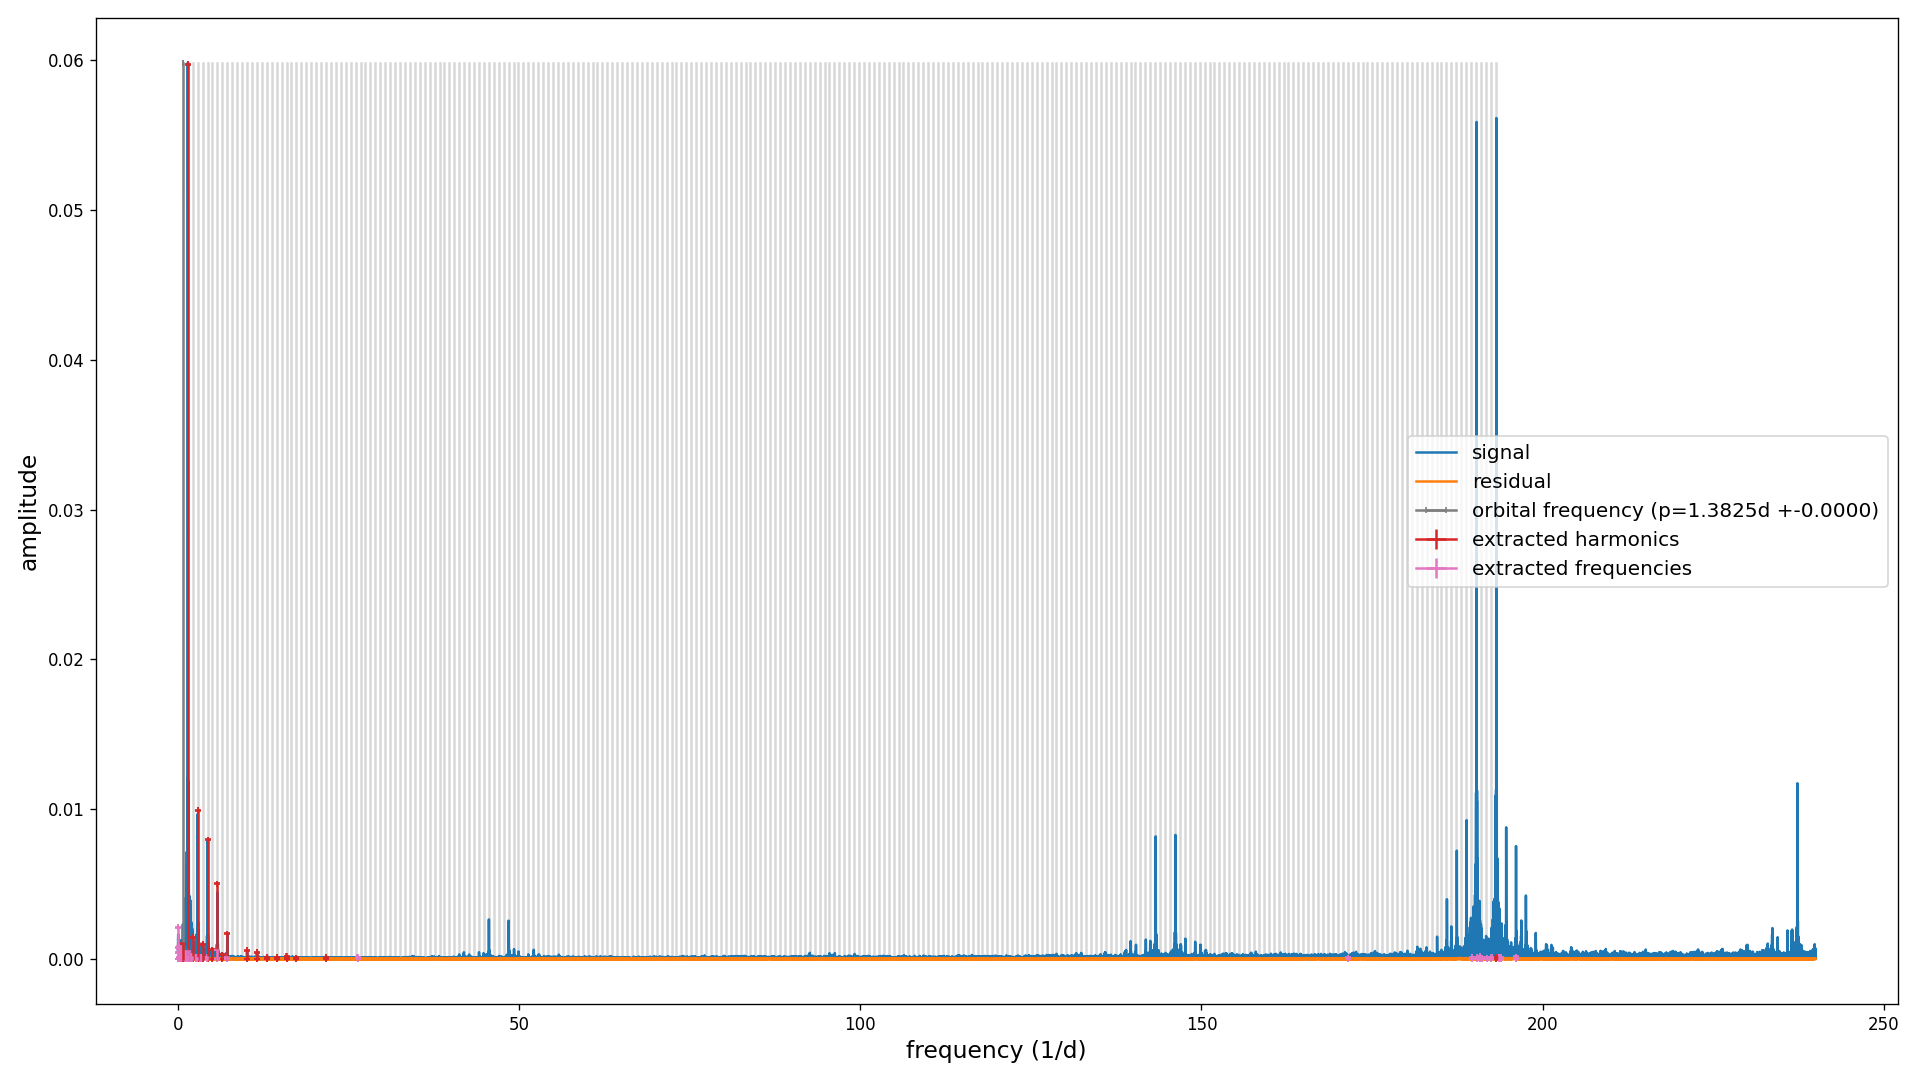 0.06
0.05
0.04
0.03
0.02
0.01
0.00
amplitude
0
50
100
150
200
250
frequency (1/d)
signal
residual
orbital frequency (p=1.3825d +-0.0000)
extracted harmonics
extracted frequencies